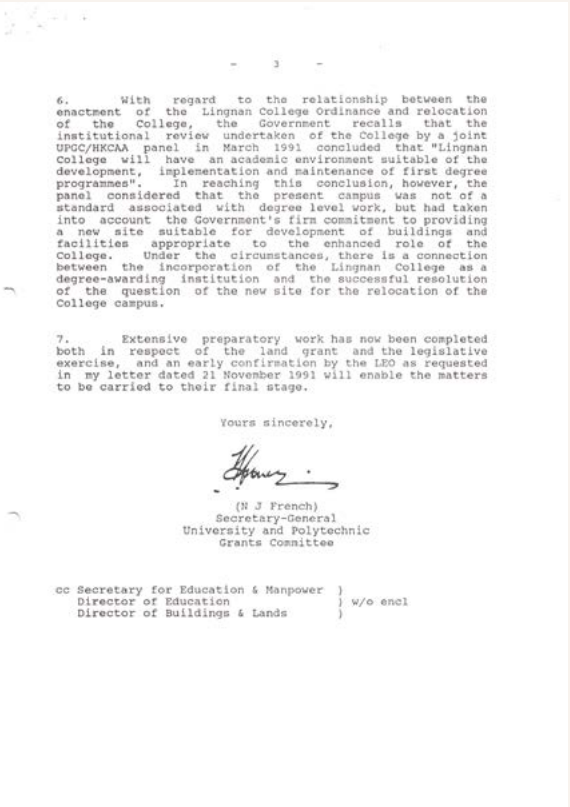 - 3 -
6. With regard to the relationship between the
enactment of the Lingnan College Ordinance and relocation
of the College, the Government recalls that the
institutional review undertaken of the College by a joint
UPGC/HKCAA panel in March 1991 concluded that "Lingnan
College will have an academic environment suitable of the
development, implementation and maintenance of first degree
programmes". In reaching this conclusion, however, the
panel considered that the present campus was not of a
standard associated with degree level work, but had taken
into account the Government's firm commitment to providing
a new site suitable for development of buildings and
facilities appropriate to the enhanced role of the
College. Under the circumstances, there is a connection
between the incorporation of the Lingnan College as a
degree-awarding institution and the successful resolution
of the question of the new site for the relocation of the
College campus.
7. Extensive preparatory work has now been completed
both in respect of the land grant and the legislative
exercise, and an early confirmation by the LEO as requested
in my letter dated 21 November 1991 will enable the matters
to be carried to their final stage.
Yours sincerely,
(N J French)
Secretary-General
University and Polytechnic
Grants Committee
cc Secretary for Education & Manpower )
Director of Education ) w/o encl
Director of Buildings & Lands )